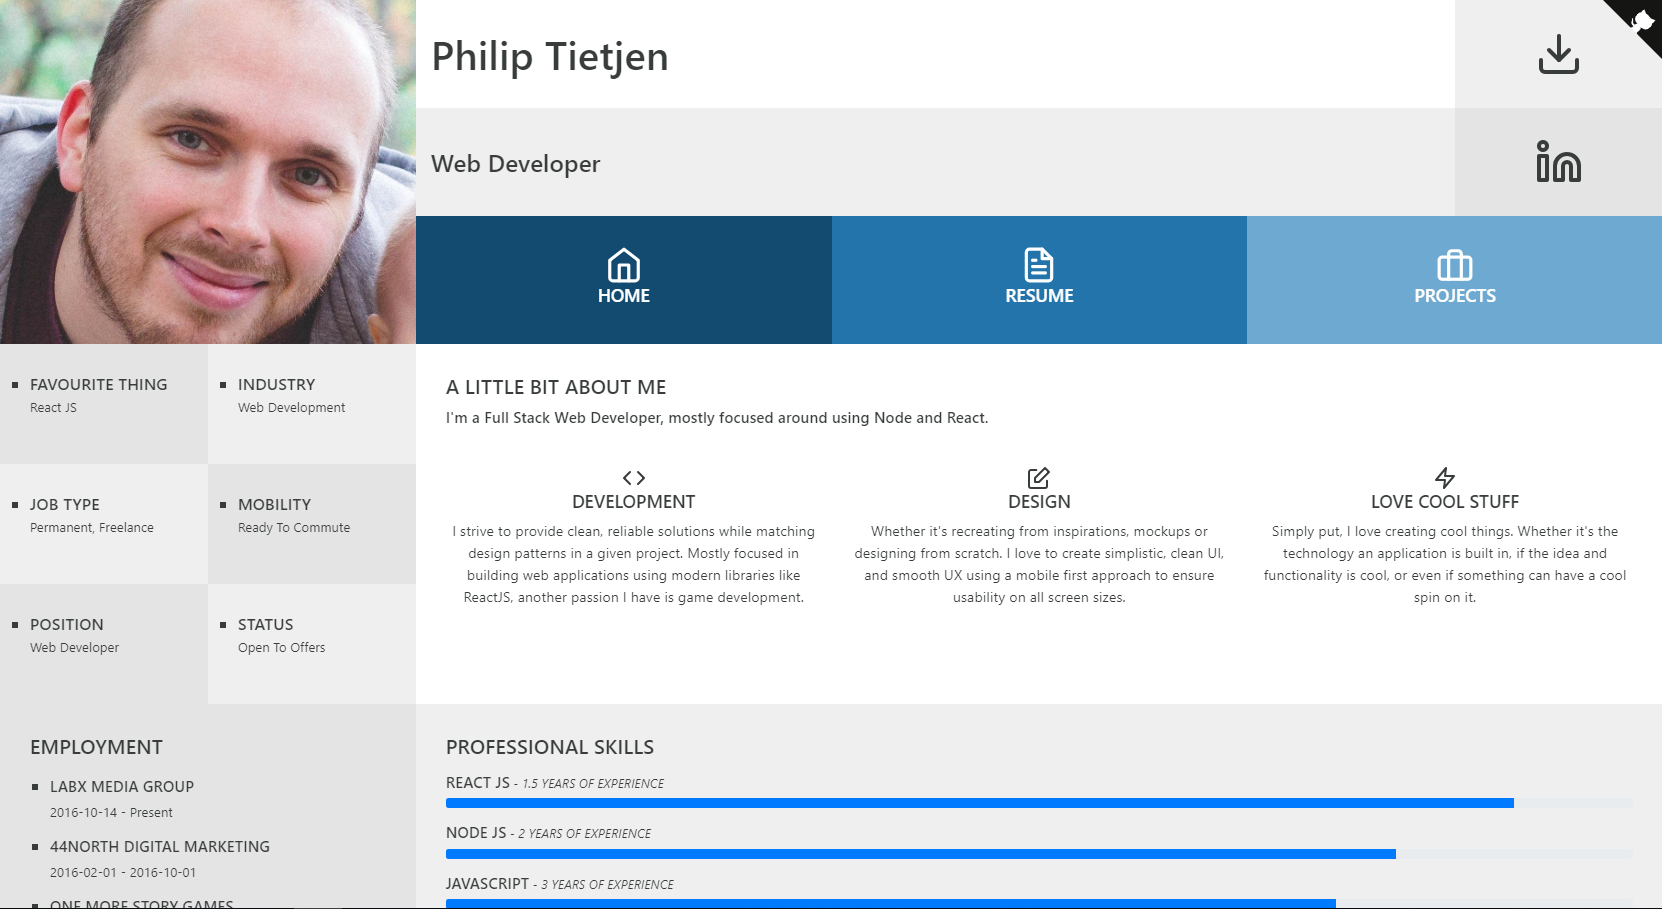 Philip Tietjen
Web Developer
HOME
RESUME
PROJECTS
FAVOURITE THING
React JS
INDUSTRY
Web Development
JOB TYPE
Permanent, Freelance
MOBILITY
Ready To Commute
POSITION
Web Developer
STATUS
Open To Offers
A LITTLE BIT ABOUT ME
I'm a Full Stack Web Developer, mostly focused around using Node and React.
DEVELOPMENT
I strive to provide clean, reliable solutions while matching
design patterns in a given project. Mostly focused in
building web applications using modern libraries like
ReactJS, another passion I have is game development.
DESIGN
Whether it's recreating from inspirations, mockups or
designing from scratch. I love to create simplistic, clean UI,
and smooth UX using a mobile first approach to ensure
usability on all screen sizes.
LOVE COOL STUFF
Simply put, I love creating cool things. Whether it's the
technology an application is built in, if the idea and
functionality is cool, or even if something can have a cool
spin on it.
EMPLOYMENT
LABX MEDIA GROUP
2016-10-14 - Present
44NORTH DIGITAL MARKETING
2016-02-01 - 2016-10-01
ONE MORE STORY GAMES
PROFESSIONAL SKILLS
REACT JS - 1.5 YEARS OF EXPERIENCE
NODE JS - 2 YEARS OF EXPERIENCE
JAVASCRIPT - 3 YEARS OF EXPERIENCE